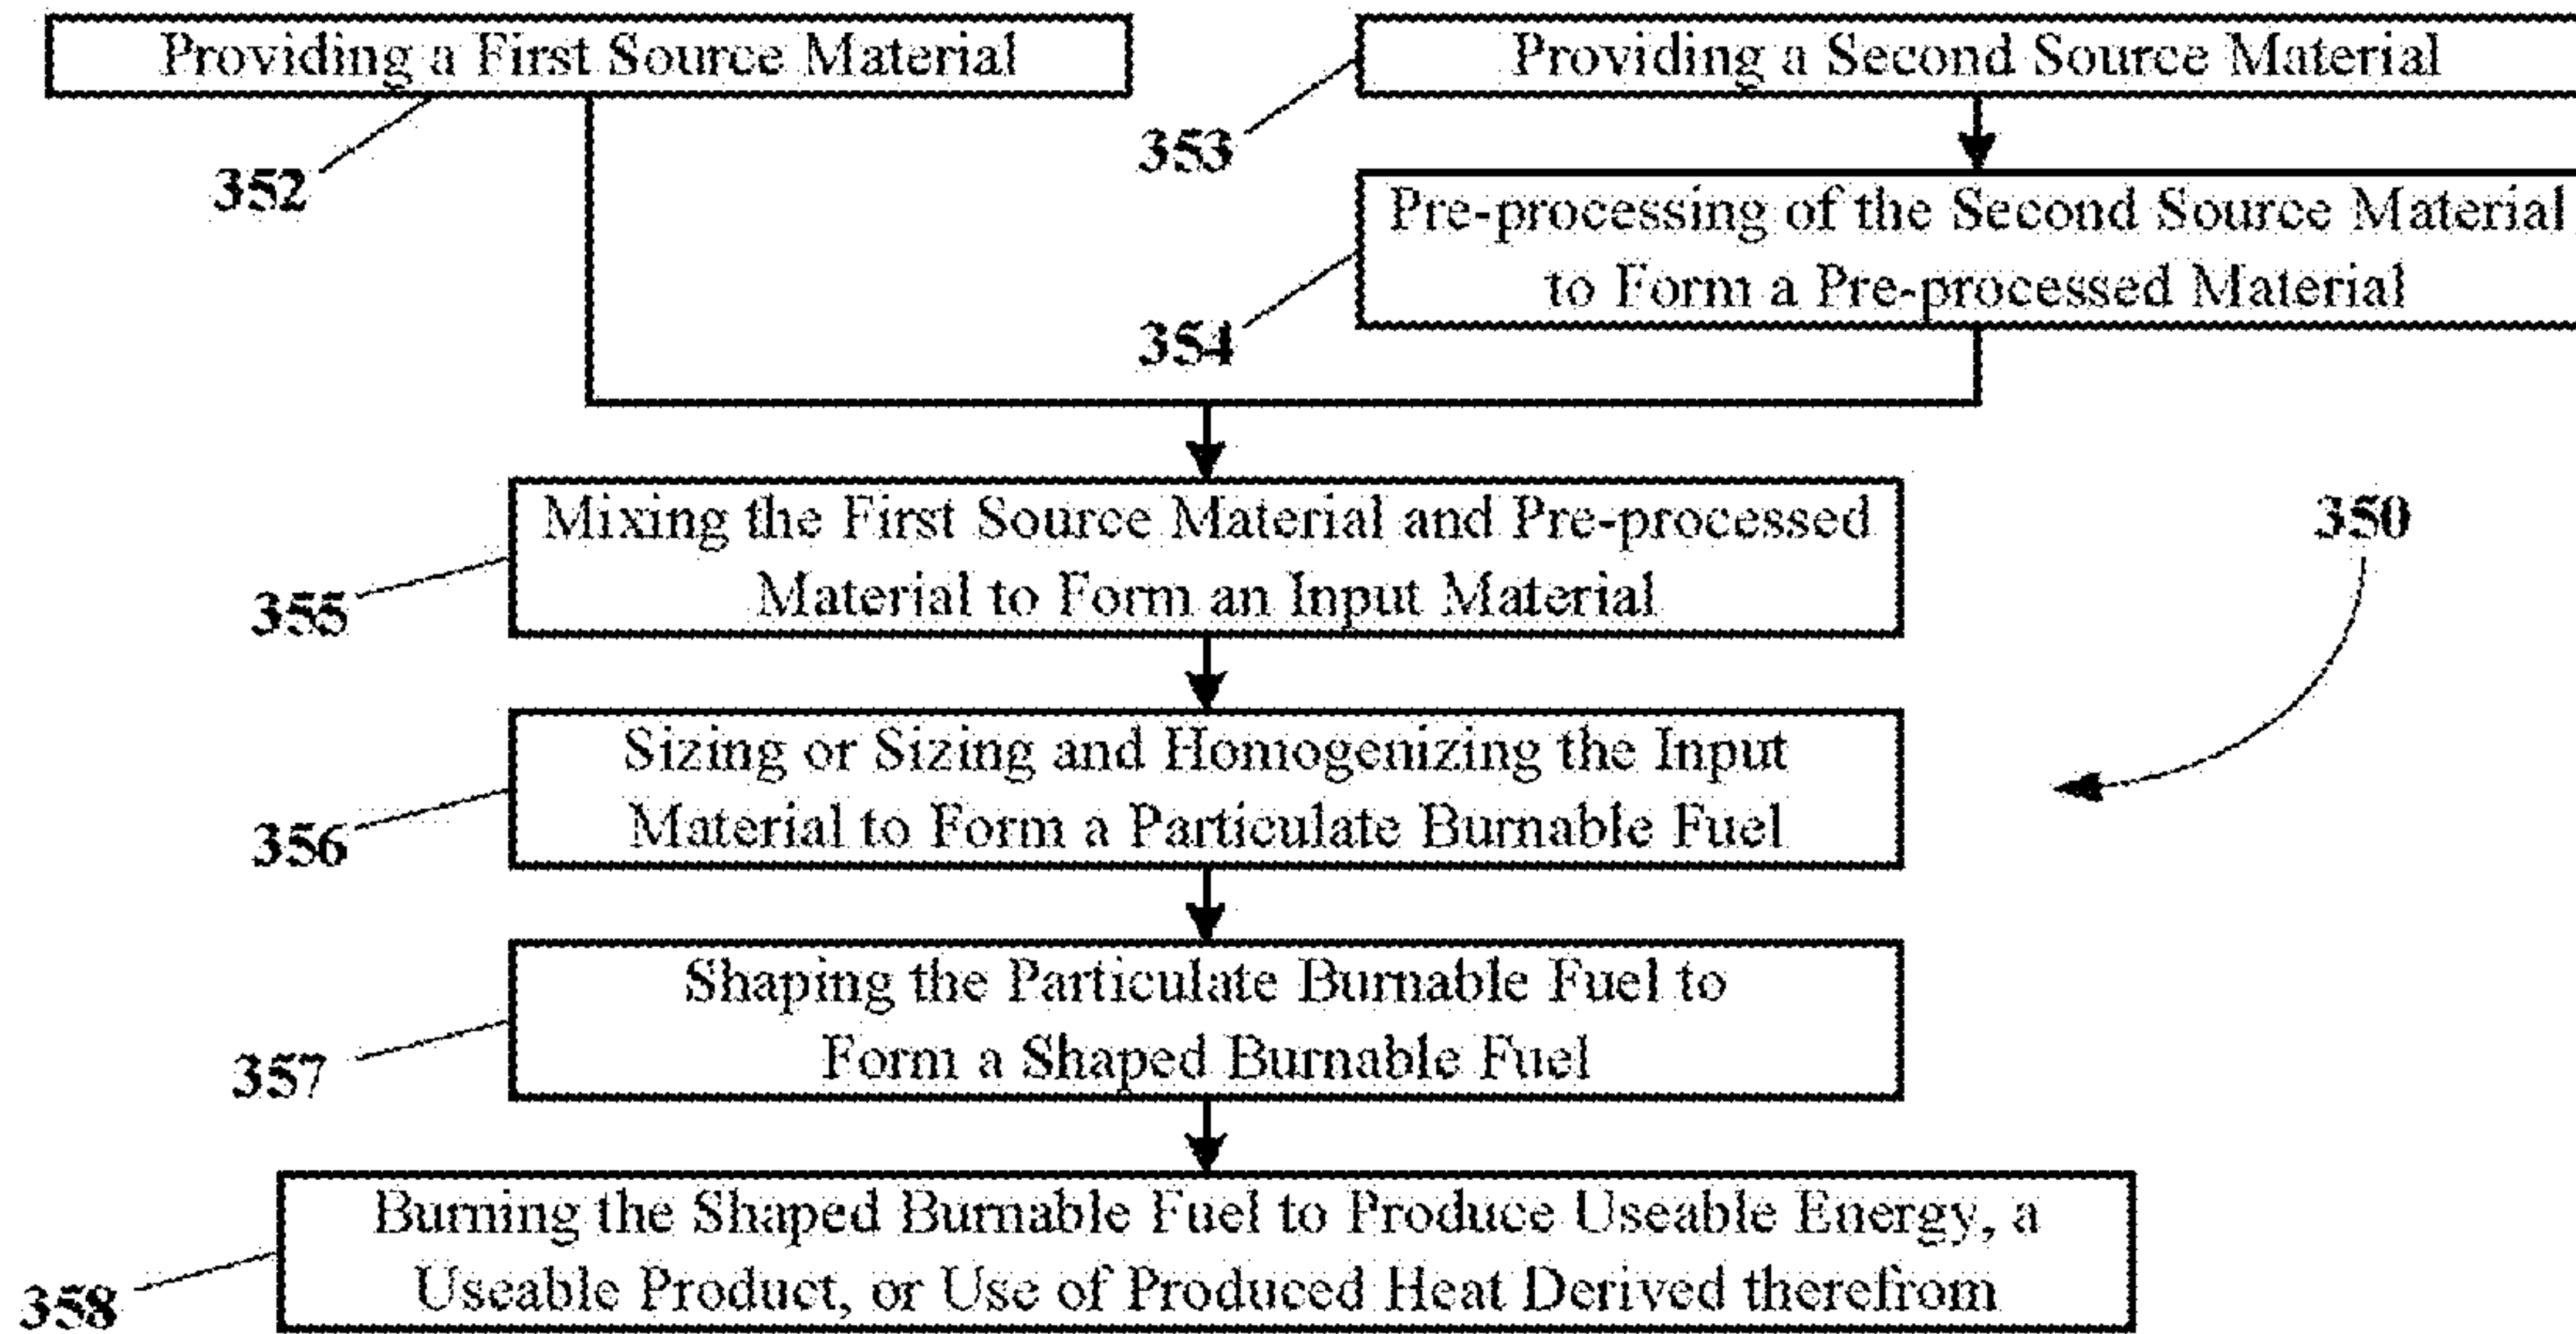 Providing a First Source Material
Providing a Second Source Material
352
353
Pre-processing of the Second Source Material
to Form a Pre-processed Material
354
Mixing the First Source Material and Pre-processed
Material to Form an Input Material
355
350
Sizing or Sizing and Homogenizing the Input
Material to Form a Particulate Burnable Fuel
356
Shaping the Particulate Burnable Fuel to
Form a Shaped Burnable Fuel
357
Burning the Shaped Burnable Fuel to Produce Useable Energy, a
Useable Product, or Use of Produced Heat Derived therefrom
358